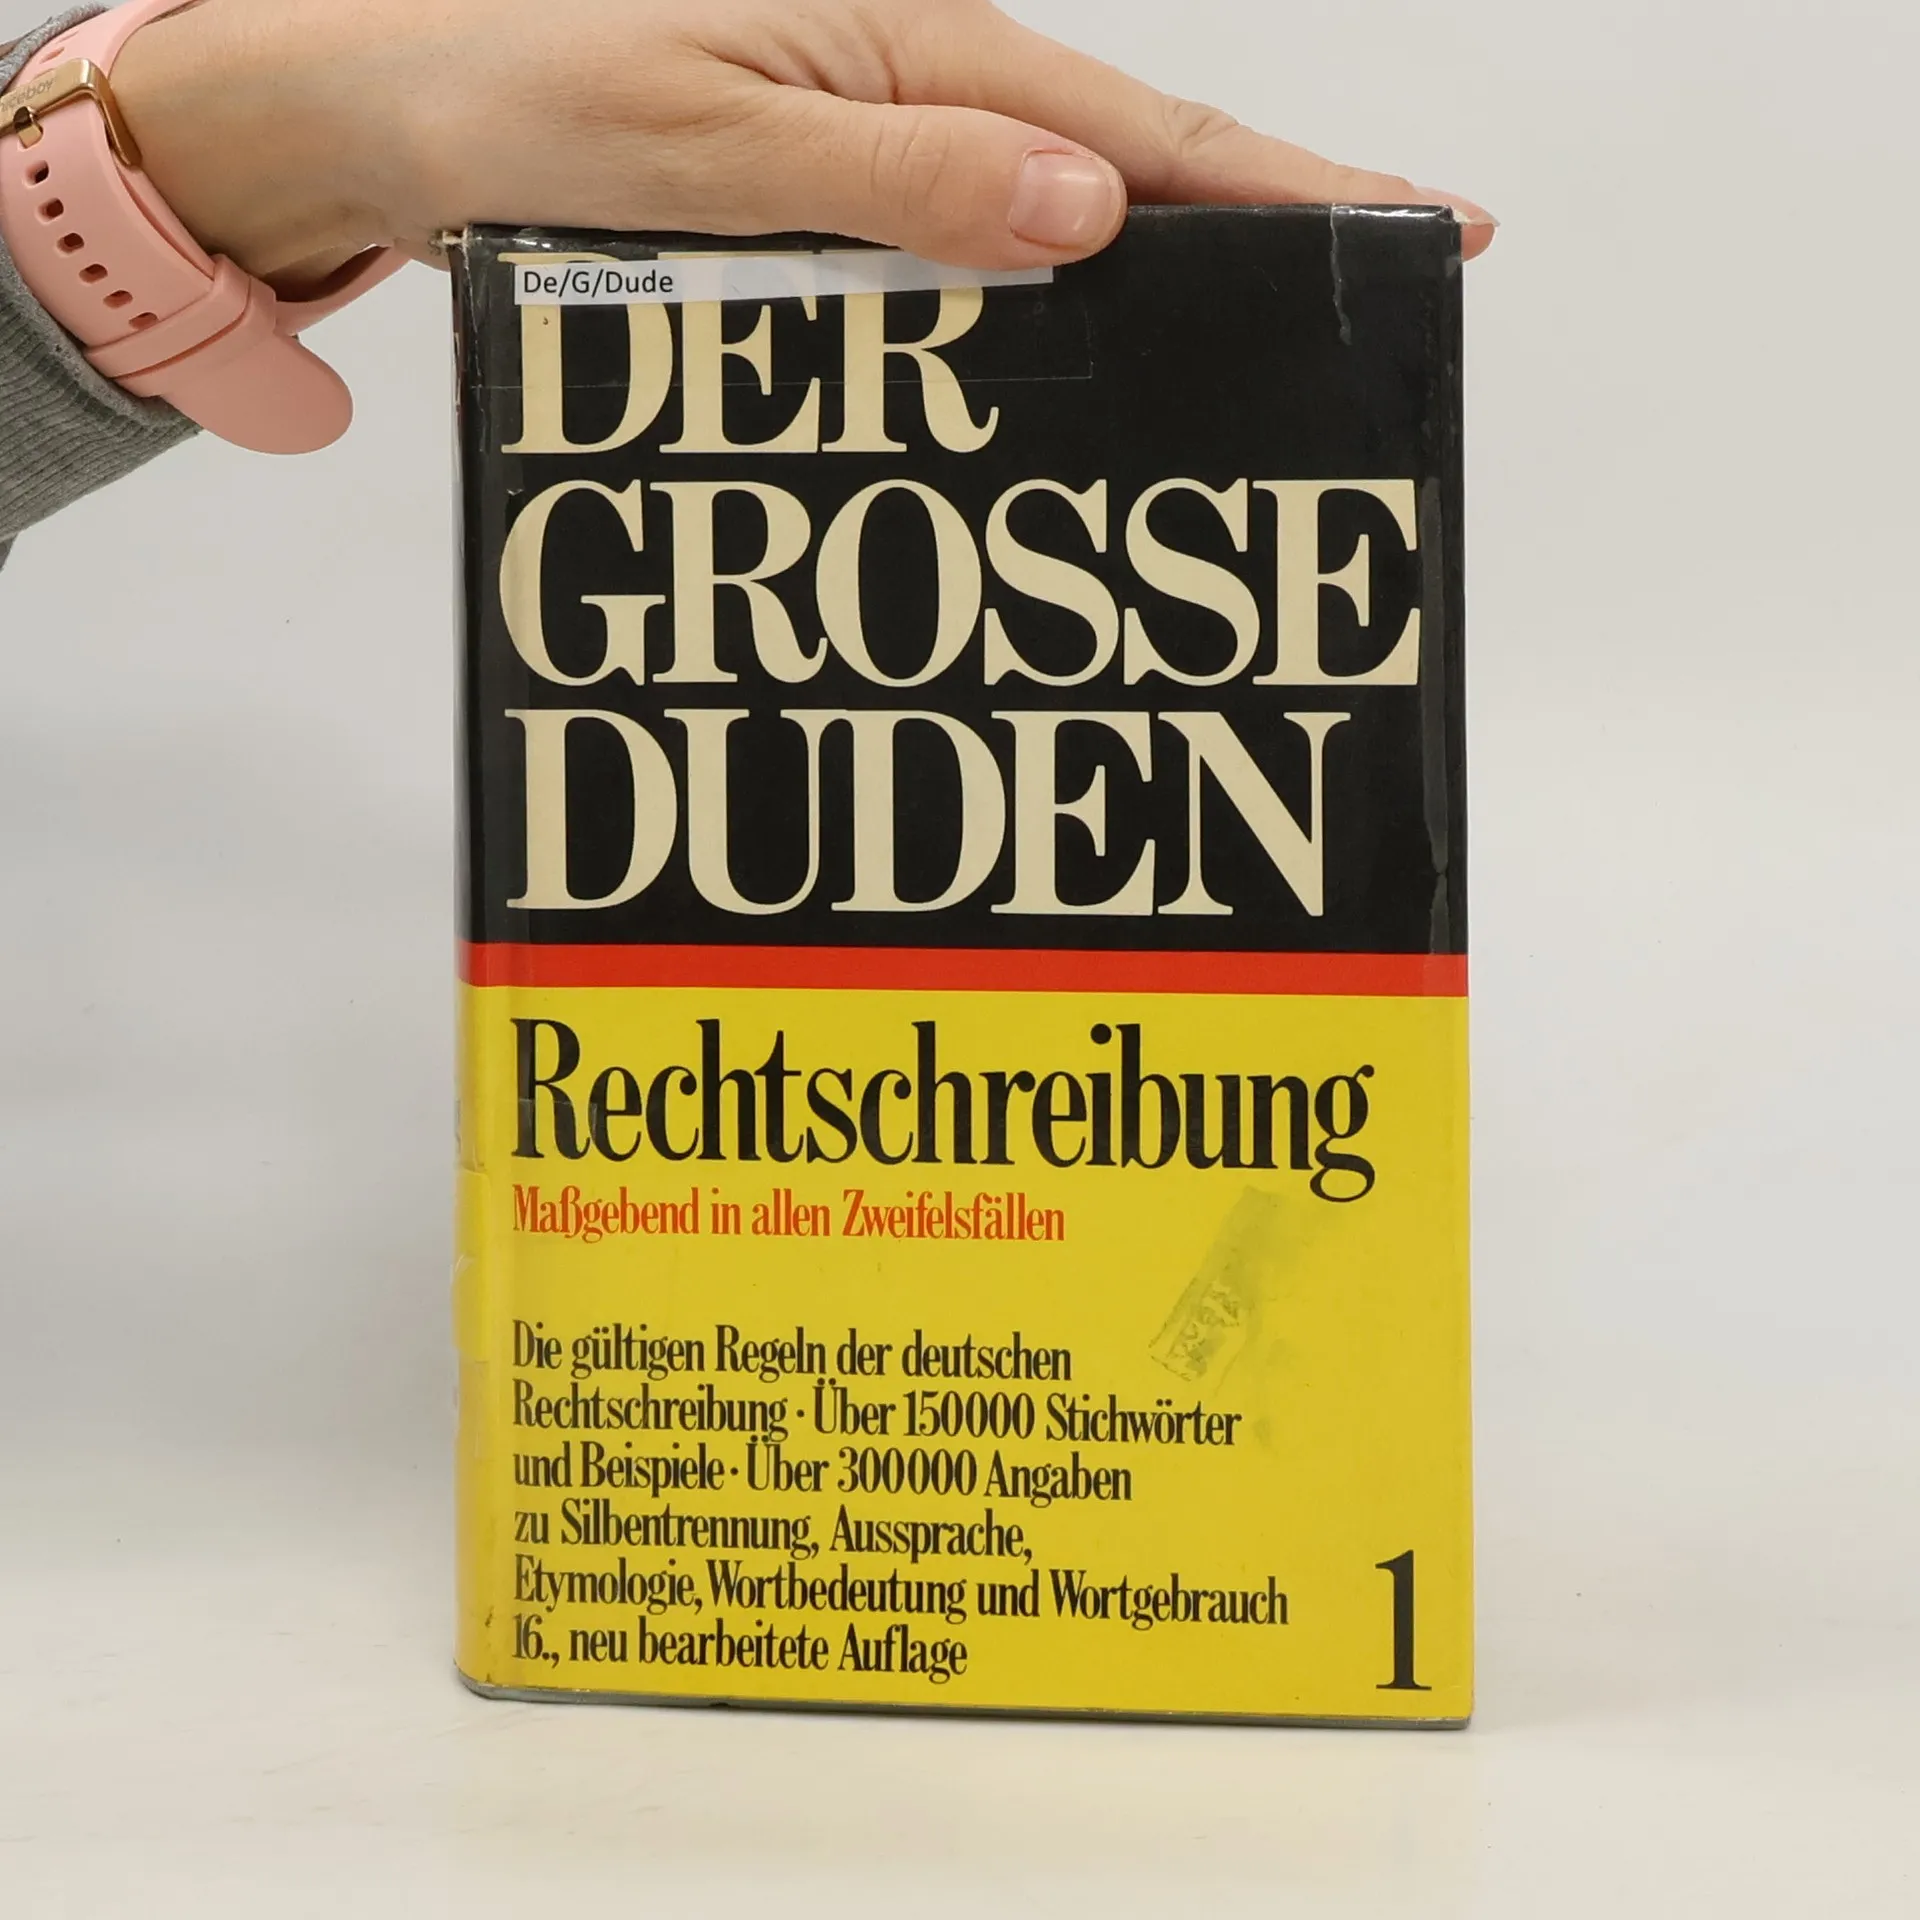 niceboy
De/G/Dude
DER
GROSSE
DUDEN
Rechtschreibung
Maßgebend in allen Zweifelsfällen
Die gültigen Regeln der deutschen
Rechtschreibung · Über 150000 Stichwörter
und Beispiele · Über 300000 Angaben
zu Silbentrennung, Aussprache,
Etymologie, Wortbedeutung und Wortgebrauch
16., neu bearbeitete Auflage
1